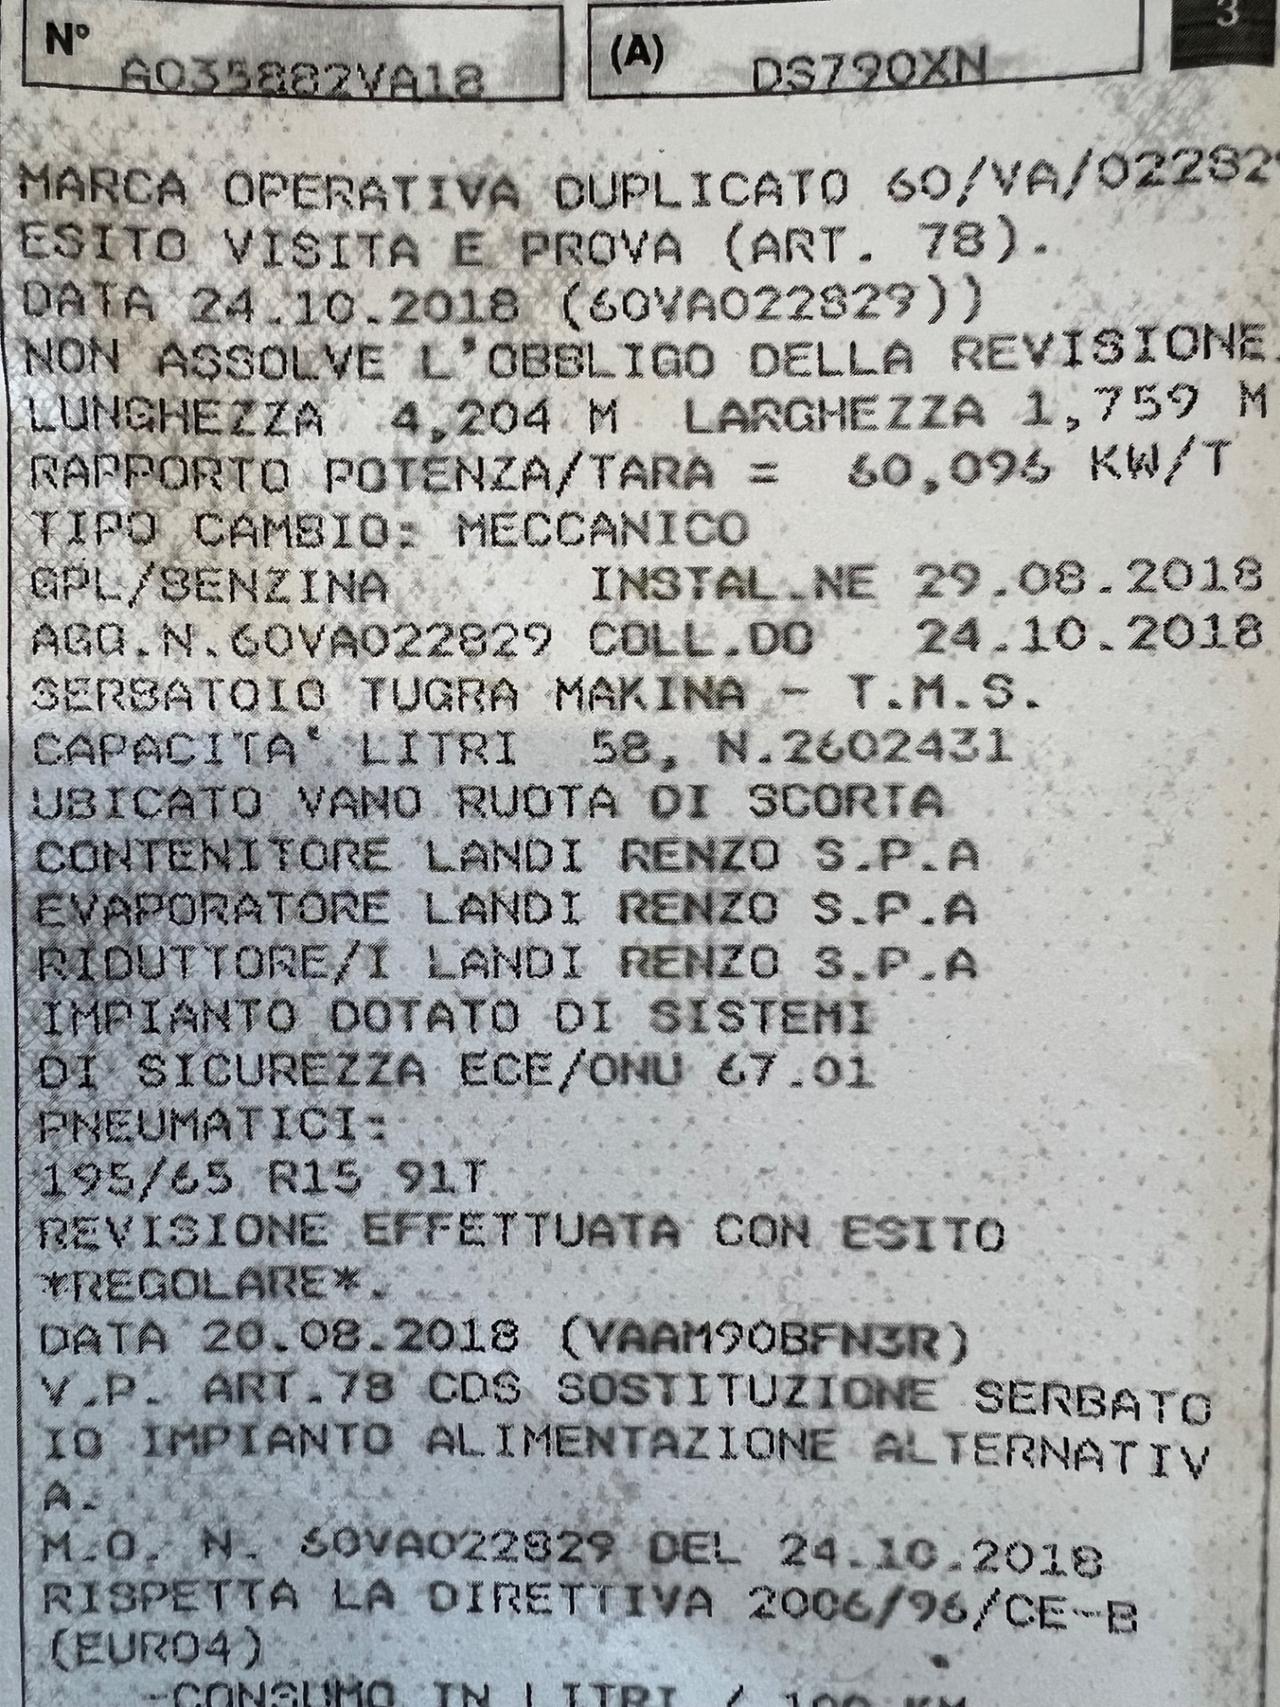 N° A035882VA18 (A) DS790XN 3
MARCA OPERATIVA DUPLICATO 60/VA/022829
ESITO VISITA E PROVA (ART. 78).
DATA 24.10.2018 (60VA022829))
NON ASSOLVE L'OBBLIGO DELLA REVISIONE.
LUNGHEZZA 4,204 M LARGHEZZA 1,759 M
RAPPORTO POTENZA/TARA = 60,096 KW/T
TIPO CAMBIO: MECCANICO
GPL/BENZINA INSTAL.NE 29.08.2018
AGG.N.60VA022829 COLL.DO 24.10.2018
SERBATOIO TUGRA MAKINA - T.M.S.
CAPACITA' LITRI 58, N.2602431
UBICATO VANO RUOTA DI SCORTA
CONTENITORE LANDI RENZO S.P.A
EVAPORATORE LANDI RENZO S.P.A
RIDUTTORE/I LANDI RENZO S.P.A
IMPIANTO DOTATO DI SISTEMI
DI SICUREZZA ECE/ONU 67.01
PNEUMATICI:
195/65 R15 91T
REVISIONE EFFETTUATA CON ESITO
*REGOLARE*.
DATA 20.08.2018 (VAAM90BFN3R)
V.P. ART.78 CDS SOSTITUZIONE SERBATO
IO IMPIANTO ALIMENTAZIONE ALTERNATIV
A.
M.O. N. 60VA022829 DEL 24.10.2018
RISPETTA LA DIRETTIVA 2006/96/CE-B
(EURO4)
-CONSUMO IN LITRI / 100 KM